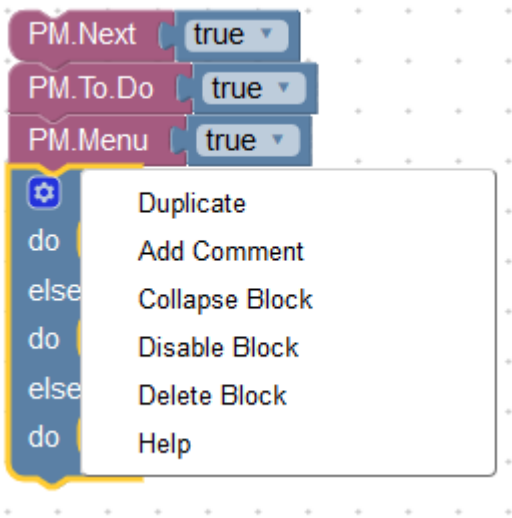 PM.Next true
PM.To.Do true
PM.Menu true
Duplicate
do
Add Comment
else
Collapse Block
do
Disable Block
else
Delete Block
do
Help